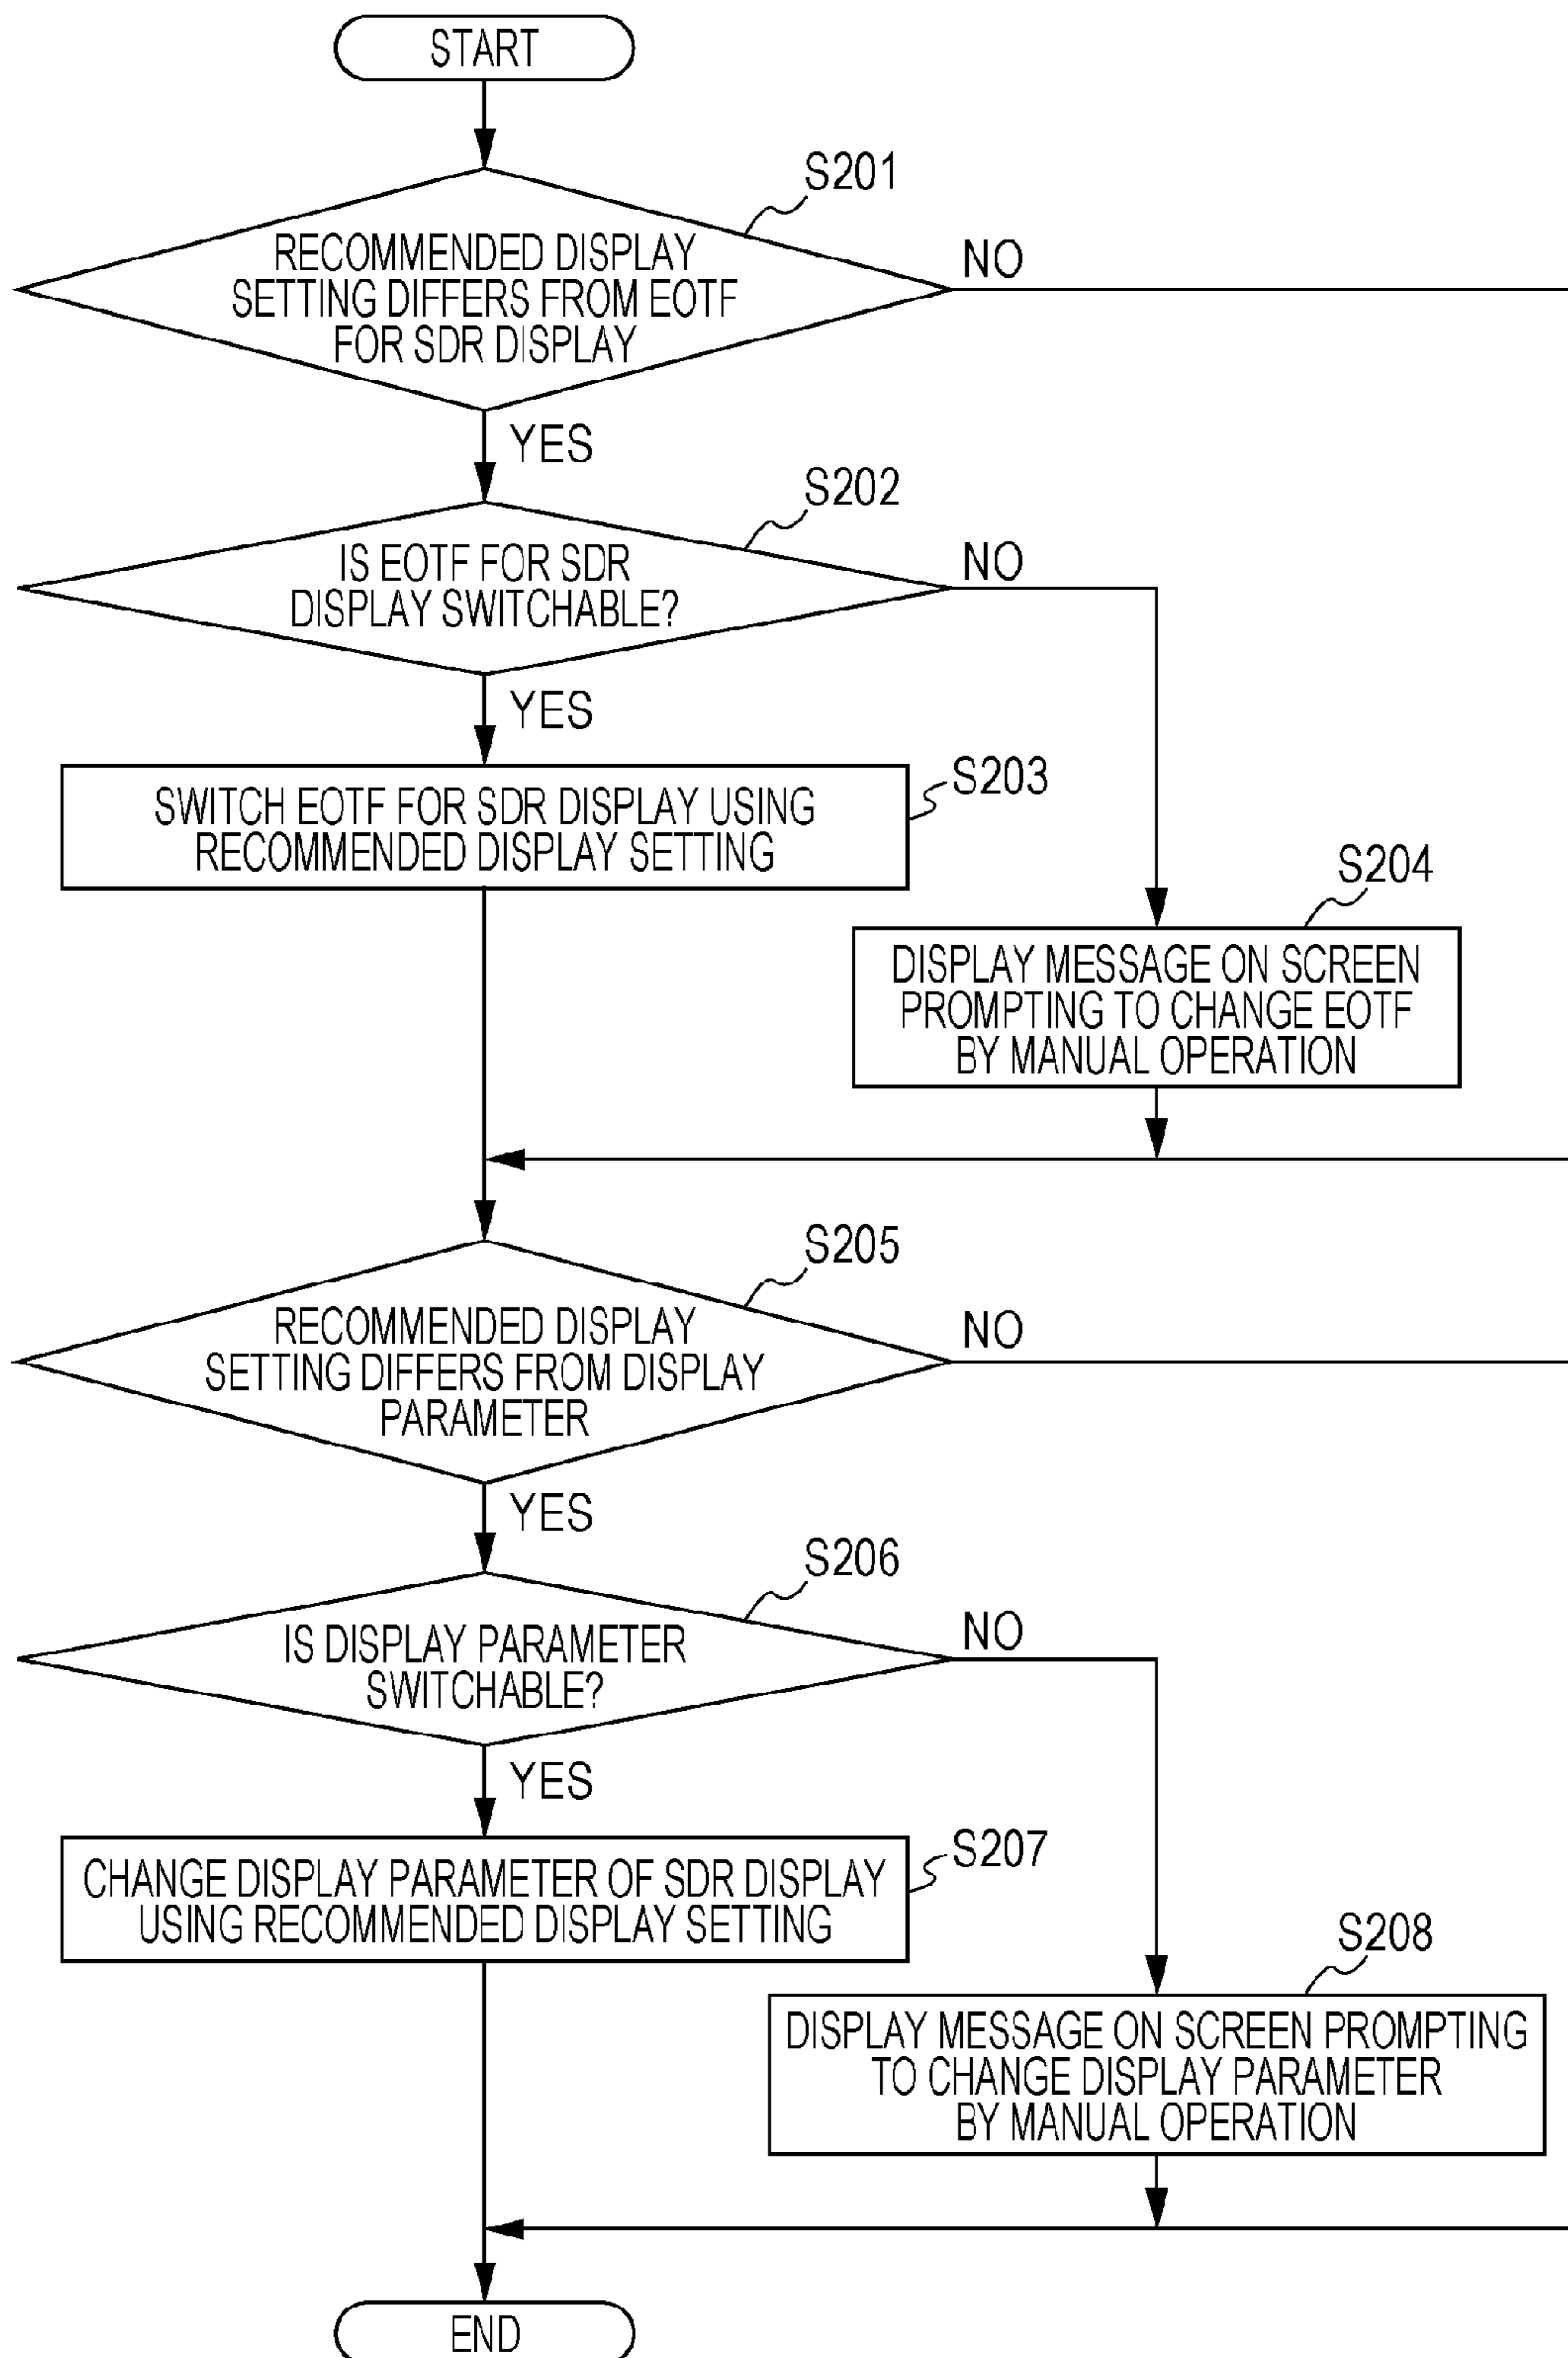 START
S201
RECOMMENDED DISPLAY
SETTING DIFFERS FROM EOTF
FOR SDR DISPLAY
NO
YES
S202
IS EOTF FOR SDR
DISPLAY SWITCHABLE?
NO
YES
S203
SWITCH EOTF FOR SDR DISPLAY USING
RECOMMENDED DISPLAY SETTING
S204
DISPLAY MESSAGE ON SCREEN
PROMPTING TO CHANGE EOTF
BY MANUAL OPERATION
S205
RECOMMENDED DISPLAY
SETTING DIFFERS FROM DISPLAY
PARAMETER
NO
YES
S206
IS DISPLAY PARAMETER
SWITCHABLE?
NO
YES
S207
CHANGE DISPLAY PARAMETER OF SDR DISPLAY
USING RECOMMENDED DISPLAY SETTING
S208
DISPLAY MESSAGE ON SCREEN PROMPTING
TO CHANGE DISPLAY PARAMETER
BY MANUAL OPERATION
END